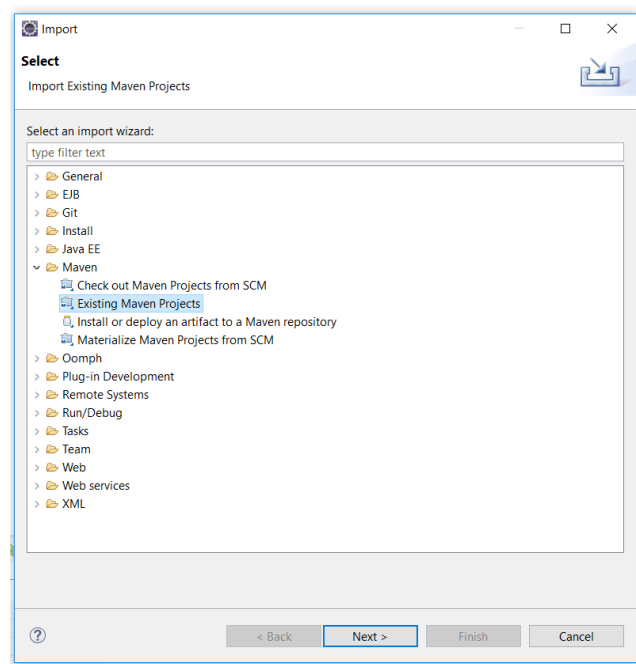 Import
Select
Import Existing Maven Projects
Select an import wizard:
type filter text
General
EJB
Git
Install
Java EE
Maven
Check out Maven Projects from SCM
Existing Maven Projects
Install or deploy an artifact to a Maven repository
Materialize Maven Projects from SCM
Oomph
Plug-in Development
Remote Systems
Run/Debug
Tasks
Team
Web
Web services
XML
< Back Next > Finish Cancel